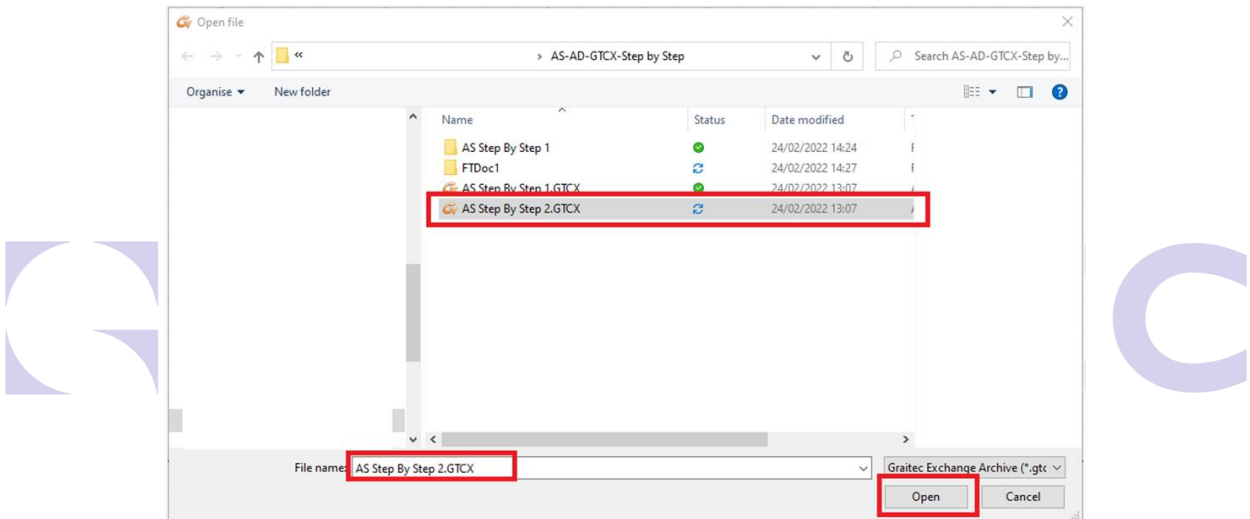 Open file
« > AS-AD-GTCX-Step by Step Search AS-AD-GTCX-Step by...
Organise New folder
Name Status Date modified
AS Step By Step 1 24/02/2022 14:24
FTDoc1 24/02/2022 14:27
AS Step By Step 1.GTCX 24/02/2022 13:07
AS Step By Step 2.GTCX 24/02/2022 13:07
File name: AS Step By Step 2.GTCX Graitec Exchange Archive (*.gtc
Open Cancel